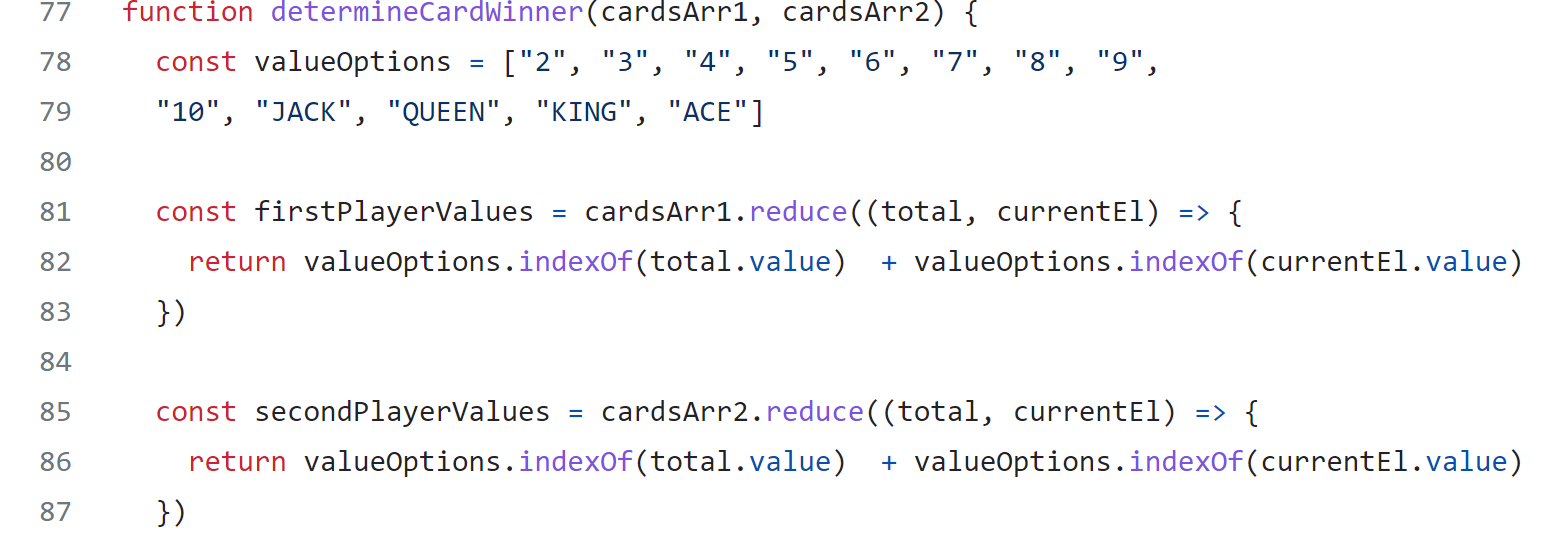 77 function determineCardWinner(cardsArr1, cardsArr2) {
78 const valueOptions = ["2", "3", "4", "5", "6", "7", "8", "9",
79 "10", "JACK", "QUEEN", "KING", "ACE"]
80
81 const firstPlayerValues = cardsArr1.reduce((total, currentEl) => {
82 return valueOptions.indexOf(total.value)  + valueOptions.indexOf(currentEl.value)
83 })
84
85 const secondPlayerValues = cardsArr2.reduce((total, currentEl) => {
86 return valueOptions.indexOf(total.value)  + valueOptions.indexOf(currentEl.value)
87 })